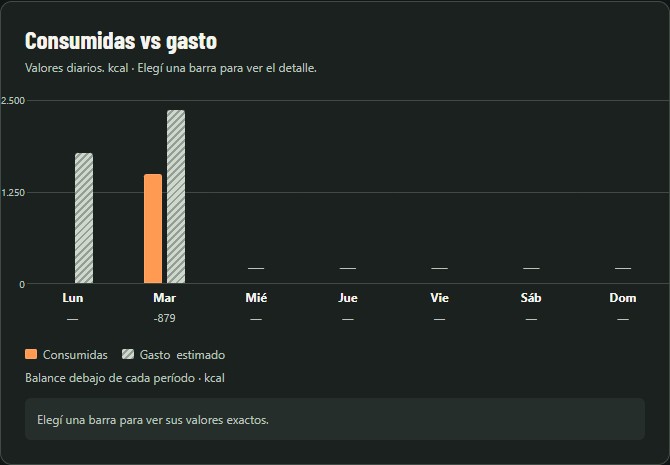 Consumidas vs gasto
Valores diarios. kcal · Elegí una barra para ver el detalle.
2.500
1.250
0
Lun Mar Mié Jue Vie Sáb Dom
— -879 — — — — —
Consumidas Gasto estimado
Balance debajo de cada período · kcal
Elegí una barra para ver sus valores exactos.